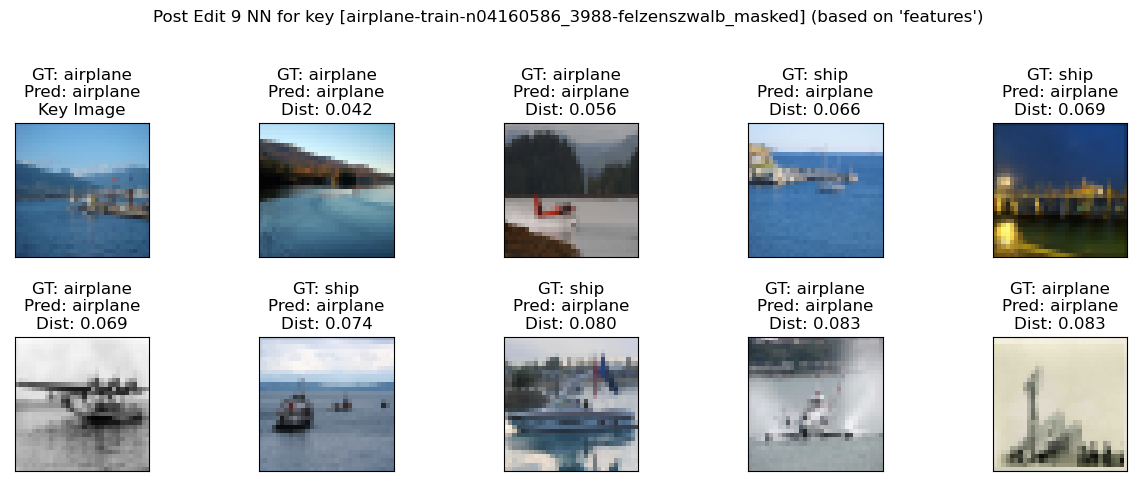 Post Edit 9 NN for key [airplane-train-n04160586_3988-felzenszwalb_masked] (based on 'features')
GT: airplane
Pred: airplane
Key Image
GT: airplane
Pred: airplane
Dist: 0.042
GT: airplane
Pred: airplane
Dist: 0.056
GT: ship
Pred: airplane
Dist: 0.066
GT: ship
Pred: airplane
Dist: 0.069
GT: airplane
Pred: airplane
Dist: 0.069
GT: ship
Pred: airplane
Dist: 0.074
GT: ship
Pred: airplane
Dist: 0.080
GT: airplane
Pred: airplane
Dist: 0.083
GT: airplane
Pred: airplane
Dist: 0.083